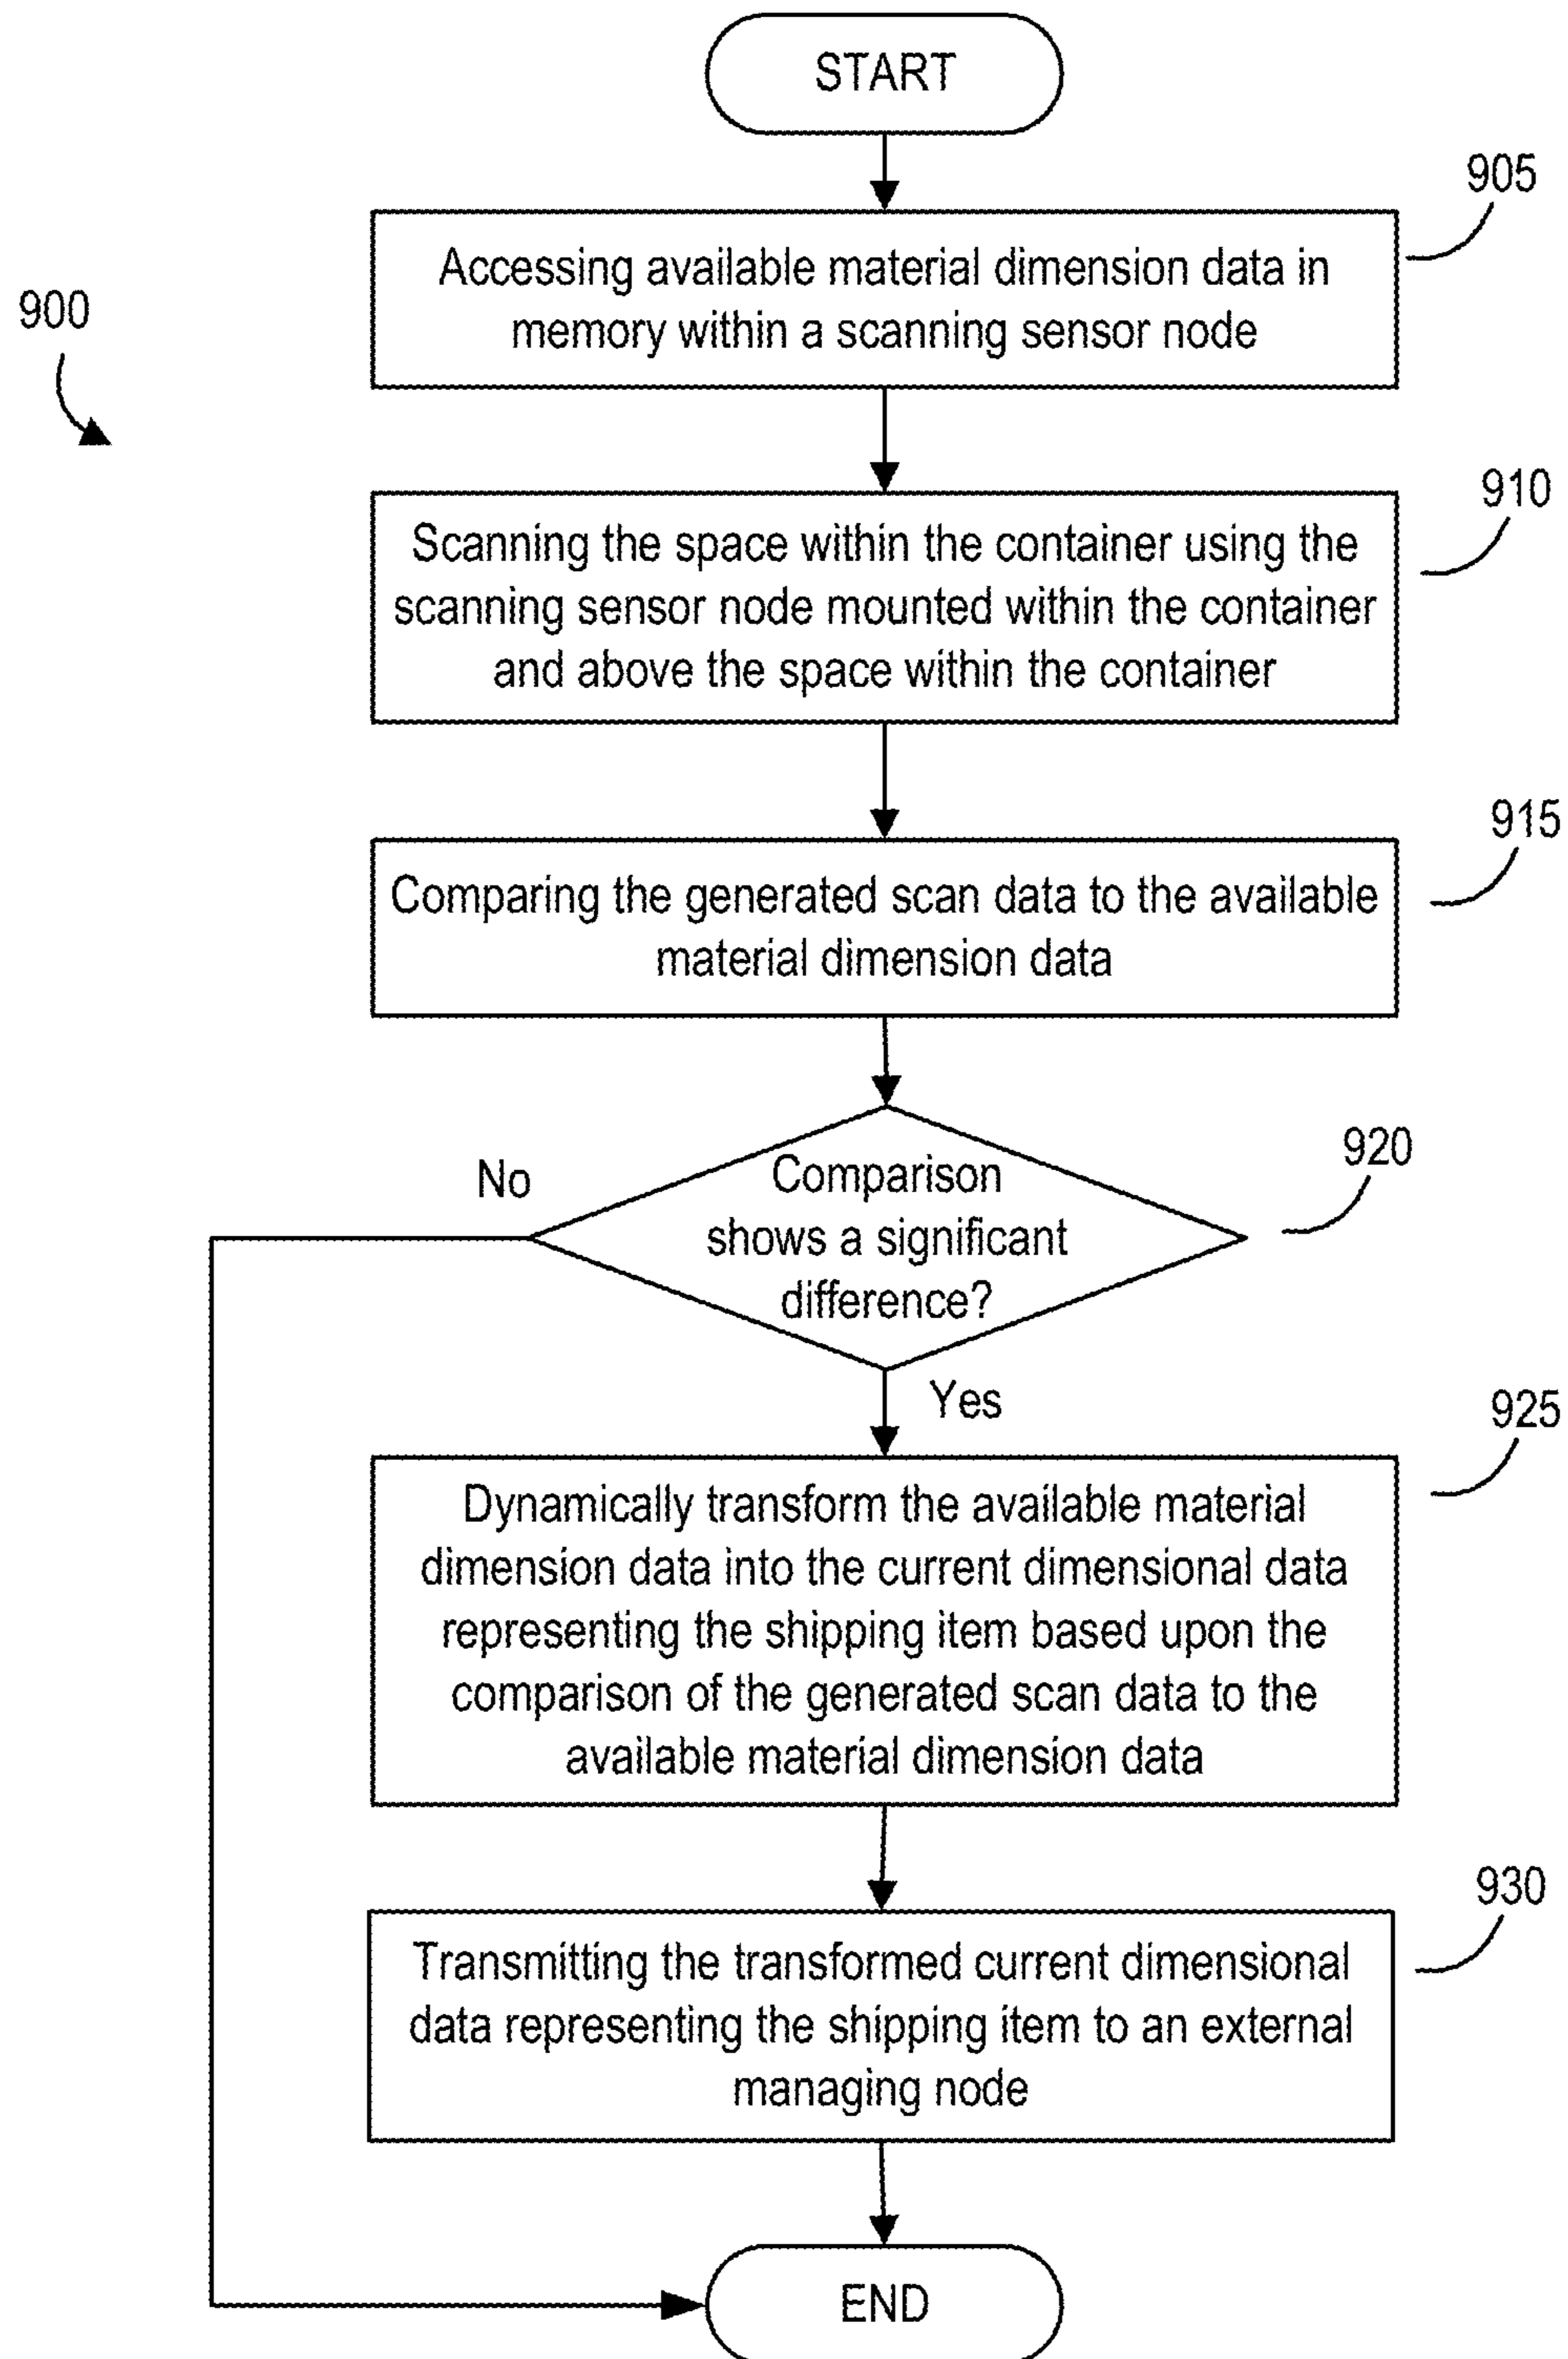 START
905
Accessing available material dimension data in
memory within a scanning sensor node
900
910
Scanning the space within the container using the
scanning sensor node mounted within the container
and above the space within the container
915
Comparing the generated scan data to the available
material dimension data
920
No
Comparison
shows a significant
difference?
Yes
925
Dynamically transform the available material
dimension data into the current dimensional data
representing the shipping item based upon the
comparison of the generated scan data to the
available material dimension data
930
Transmitting the transformed current dimensional
data representing the shipping item to an external
managing node
END